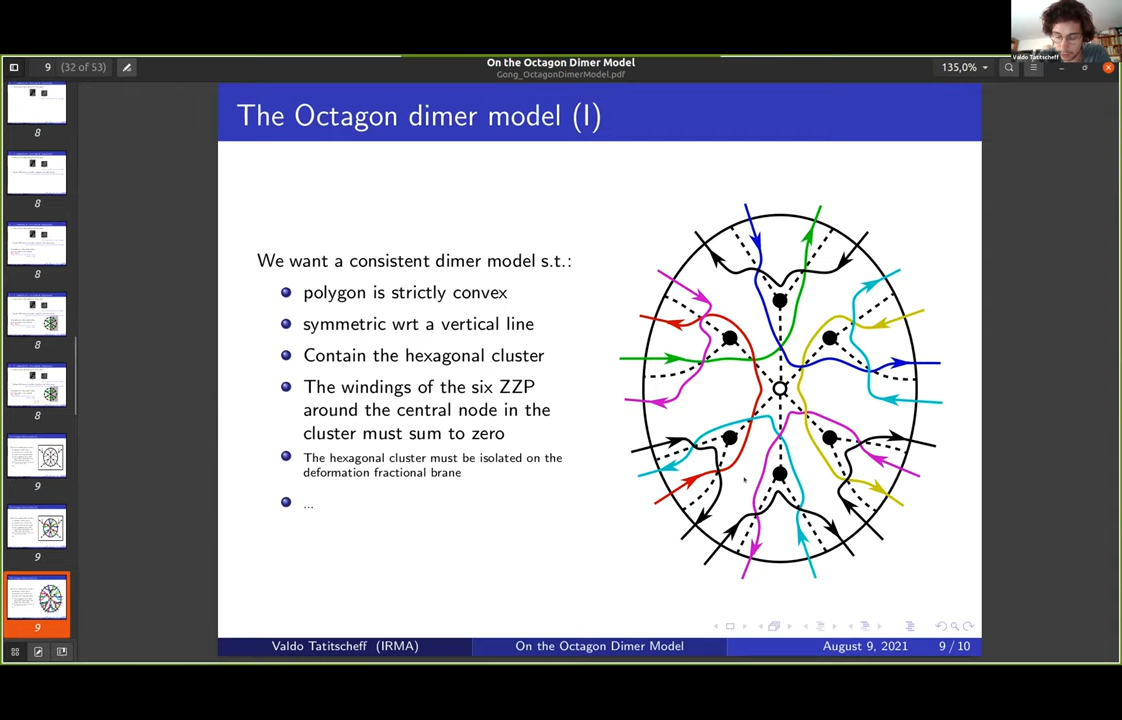 Valdo Tatitscheff
9 (32 of 53)
On the Octagon Dimer Model
Gong_OctagonDimerModel.pdf
135,0%
8
8
8
8
8
9
9
9
The Octagon dimer model (I)
We want a consistent dimer model s.t.:
polygon is strictly convex
symmetric wrt a vertical line
Contain the hexagonal cluster
The windings of the six ZZP
around the central node in the
cluster must sum to zero
The hexagonal cluster must be isolated on the
deformation fractional brane
...
Valdo Tatitscheff (IRMA)
On the Octagon Dimer Model
August 9, 2021
9 / 10